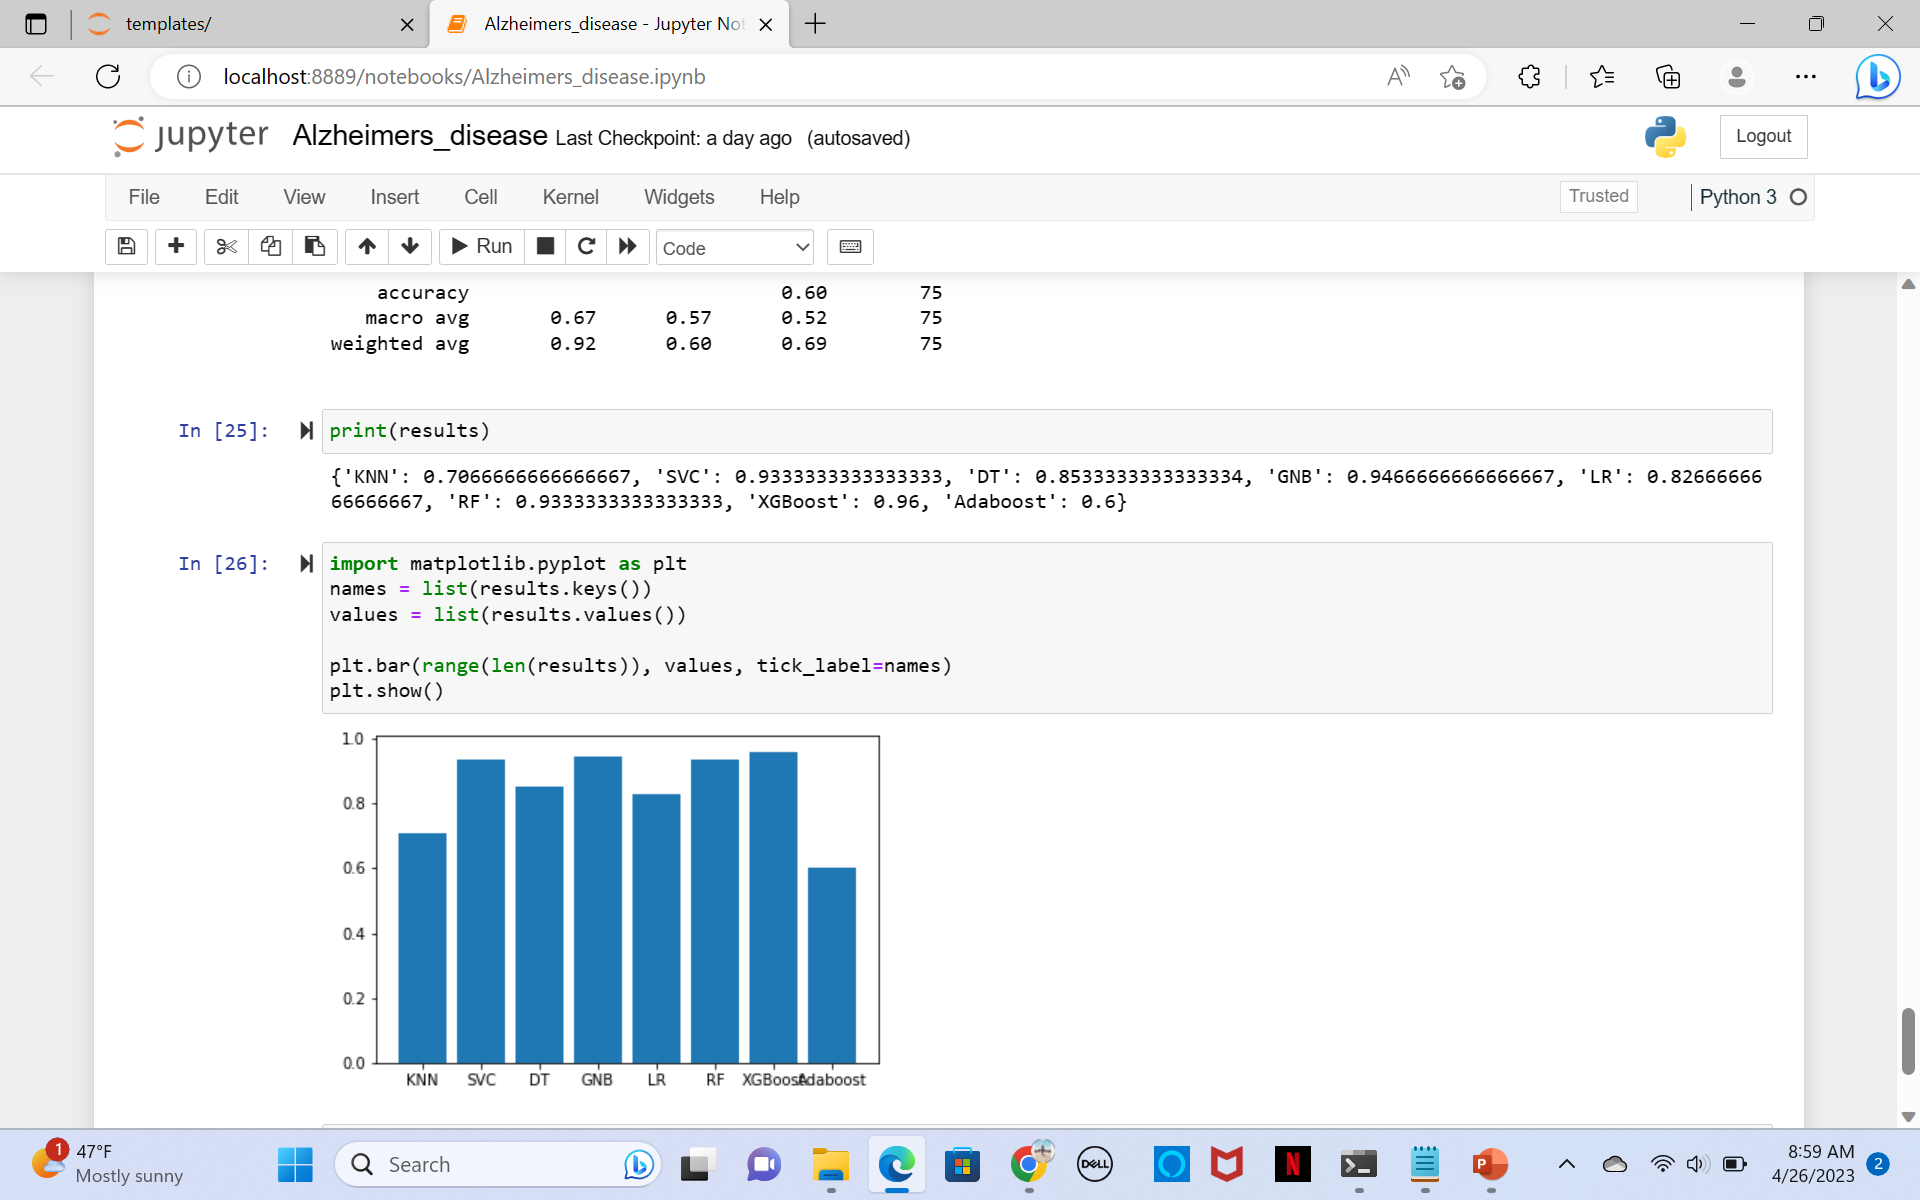 templates/
Alzheimers_disease - Jupyter Not
localhost:8889/notebooks/Alzheimers_disease.ipynb
jupyter Alzheimers_disease Last Checkpoint: a day ago (autosaved)
Logout
File Edit View Insert Cell Kernel Widgets Help
Trusted
Python 3
Run
Code
accuracy 0.60 75
macro avg 0.67 0.57 0.52 75
weighted avg 0.92 0.60 0.69 75
In [25]: print(results)
{'KNN': 0.7066666666666667, 'SVC': 0.9333333333333333, 'DT': 0.8533333333333334, 'GNB': 0.9466666666666667, 'LR': 0.82666666
66666667, 'RF': 0.9333333333333333, 'XGBoost': 0.96, 'Adaboost': 0.6}
In [26]: import matplotlib.pyplot as plt
names = list(results.keys())
values = list(results.values())
plt.bar(range(len(results)), values, tick_label=names)
plt.show()
1.0
0.8
0.6
0.4
0.2
0.0
KNN SVC DT GNB LR RF XGBoost Adaboost
1
47°F
Mostly sunny
Search
DELL
N
P
8:59 AM
4/26/2023
2